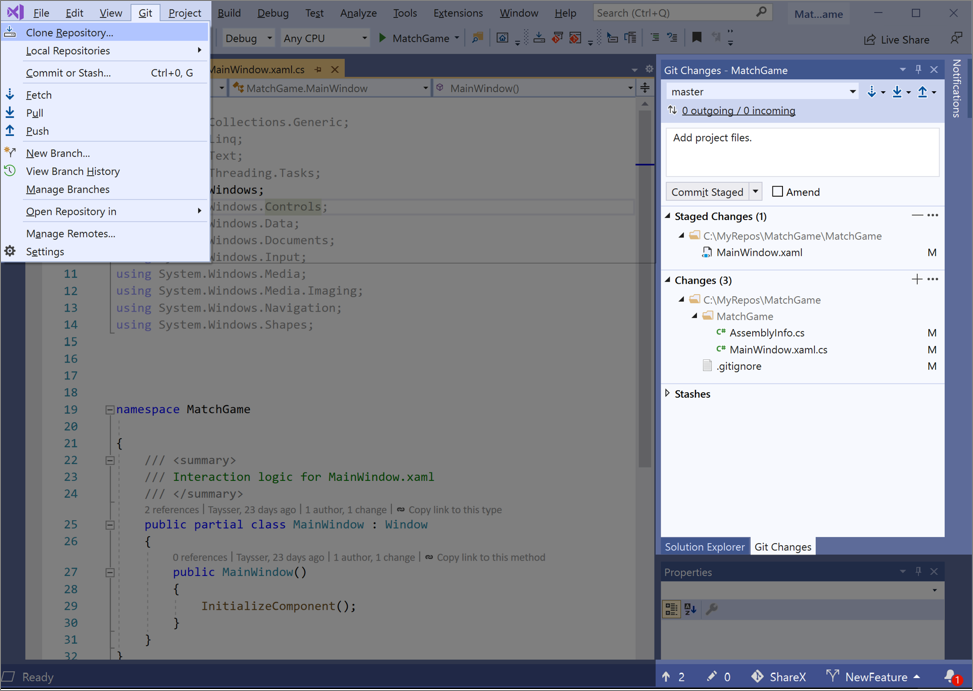 File Edit View Git Project Build Debug Test Analyze Tools Extensions Window Help Search (Ctrl+Q) Mat...ame
Debug Any CPU MatchGame Live Share
Clone Repository...
Local Repositories
Commit or Stash... Ctrl+0, G
Fetch
Pull
Push
New Branch...
View Branch History
Manage Branches
Open Repository in
Manage Remotes...
Settings
MainWindow.xaml.cs
MatchGame.MainWindow MainWindow()
Collections.Generic;
Linq;
Text;
Threading.Tasks;
Windows;
Windows.Controls;
Windows.Data;
Windows.Documents;
Windows.Input;
11 using System.Windows.Media;
12 using System.Windows.Media.Imaging;
13 using System.Windows.Navigation;
14 using System.Windows.Shapes;
15
16
17
18
19 namespace MatchGame
20
21 {
22 /// <summary>
23 /// Interaction logic for MainWindow.xaml
24 /// </summary>
2 references | Taysser, 23 days ago | 1 author, 1 change | Copy link to this type
25 public partial class MainWindow : Window
26 {
0 references | Taysser, 23 days ago | 1 author, 1 change | Copy link to this method
27 public MainWindow()
28 {
29 InitializeComponent();
30 }
31 }
32 }
Git Changes - MatchGame
master
0 outgoing / 0 incoming
Add project files.
Commit Staged Amend
Staged Changes (1)
C:\MyRepos\MatchGame\MatchGame
MainWindow.xaml M
Changes (3)
C:\MyRepos\MatchGame
MatchGame
AssemblyInfo.cs M
MainWindow.xaml.cs M
.gitignore M
Stashes
Solution Explorer Git Changes
Properties
Notifications
Ready 2 0 ShareX NewFeature 1